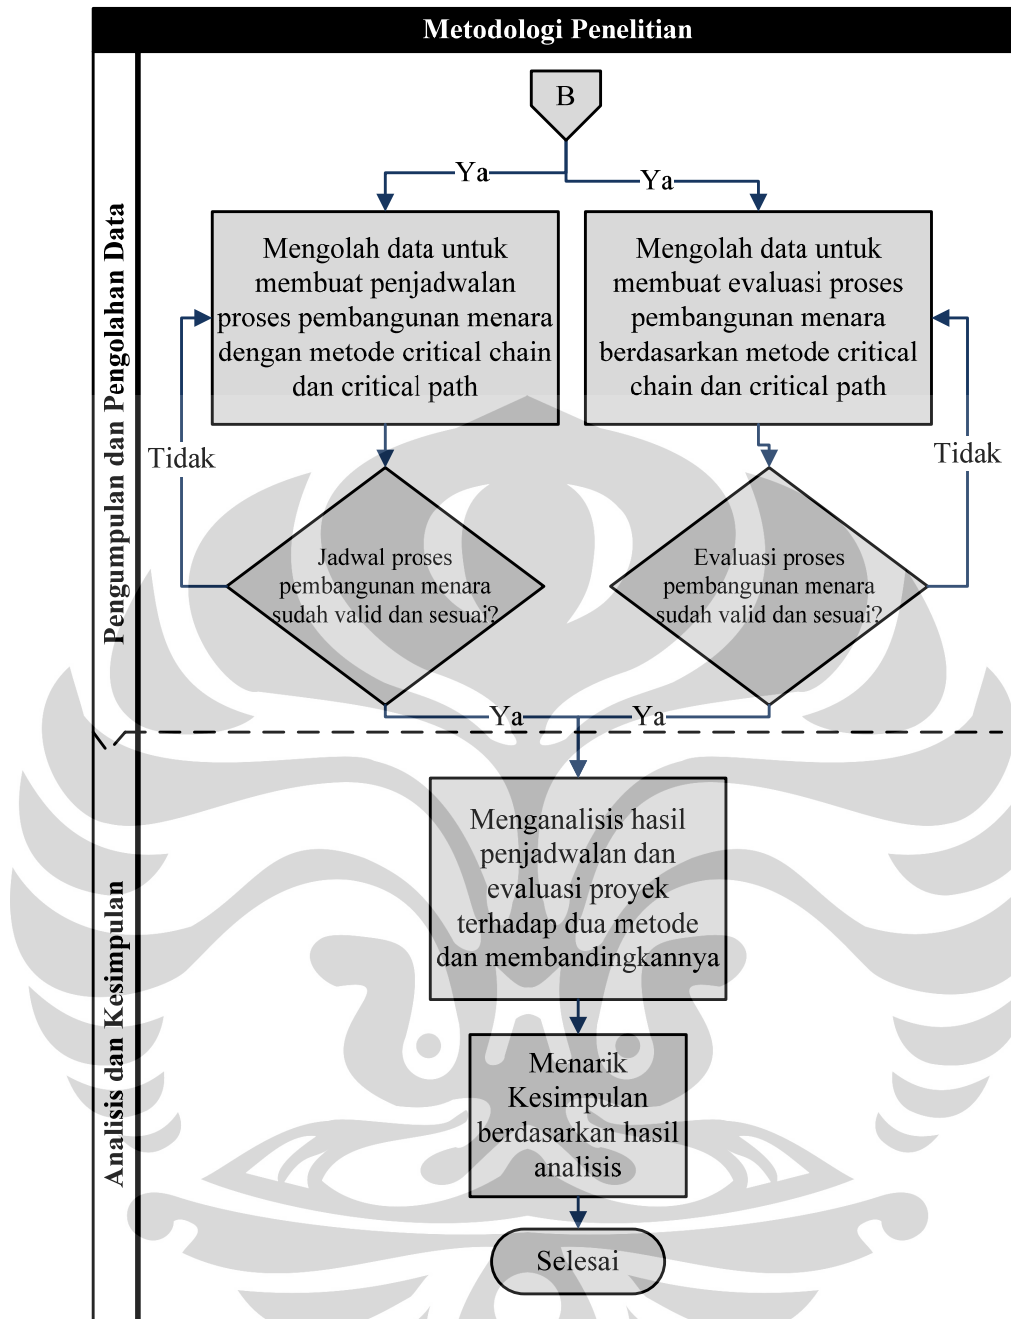 Metodologi Penelitian
Pengumpulan dan Pengolahan Data
B
Ya
Ya
Mengolah data untuk
membuat penjadwalan
proses pembangunan menara
dengan metode critical chain
dan critical path
Mengolah data untuk
membuat evaluasi proses
pembangunan menara
berdasarkan metode critical
chain dan critical path
Tidak
Tidak
Jadwal proses
pembangunan menara
sudah valid dan sesuai?
Evaluasi proses
pembangunan menara
sudah valid dan sesuai?
Ya
Ya
Analisis dan Kesimpulan
Menganalisis hasil
penjadwalan dan
evaluasi proyek
terhadap dua metode
dan membandingkannya
Menarik
Kesimpulan
berdasarkan hasil
analisis
Selesai